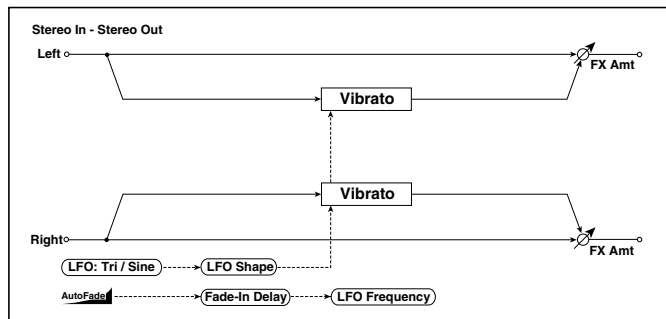 Stereo In - Stereo Out
Left
FX Amt
Vibrato
Vibrato
Right
FX Amt
LFO: Tri / Sine
LFO Shape
AutoFade
Fade-In Delay
LFO Frequency